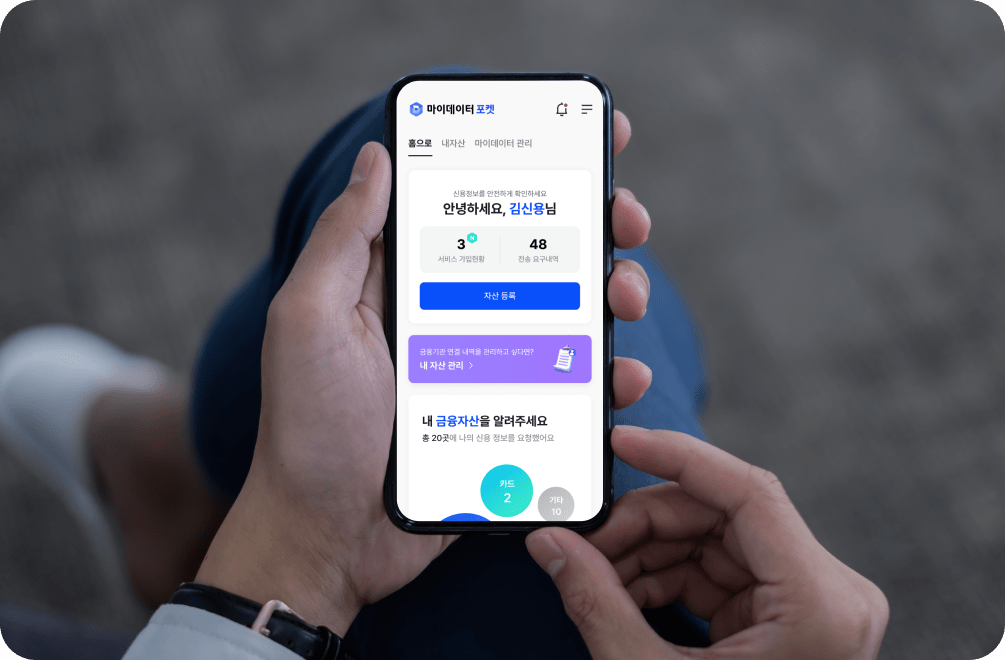 마이데이터 포켓
홈으로 내자산 마이데이터 관리
신용정보를 안전하게 확인하세요
안녕하세요, 김신용님
3 N 48
서비스 가입현황 전송 요구내역
자산 등록
금융기관 연결 내역을 관리하고 싶다면?
내 자산 관리 >
내 금융자산을 알려주세요
총 20곳에 나의 신용 정보를 요청했어요
카드
2
기타
10